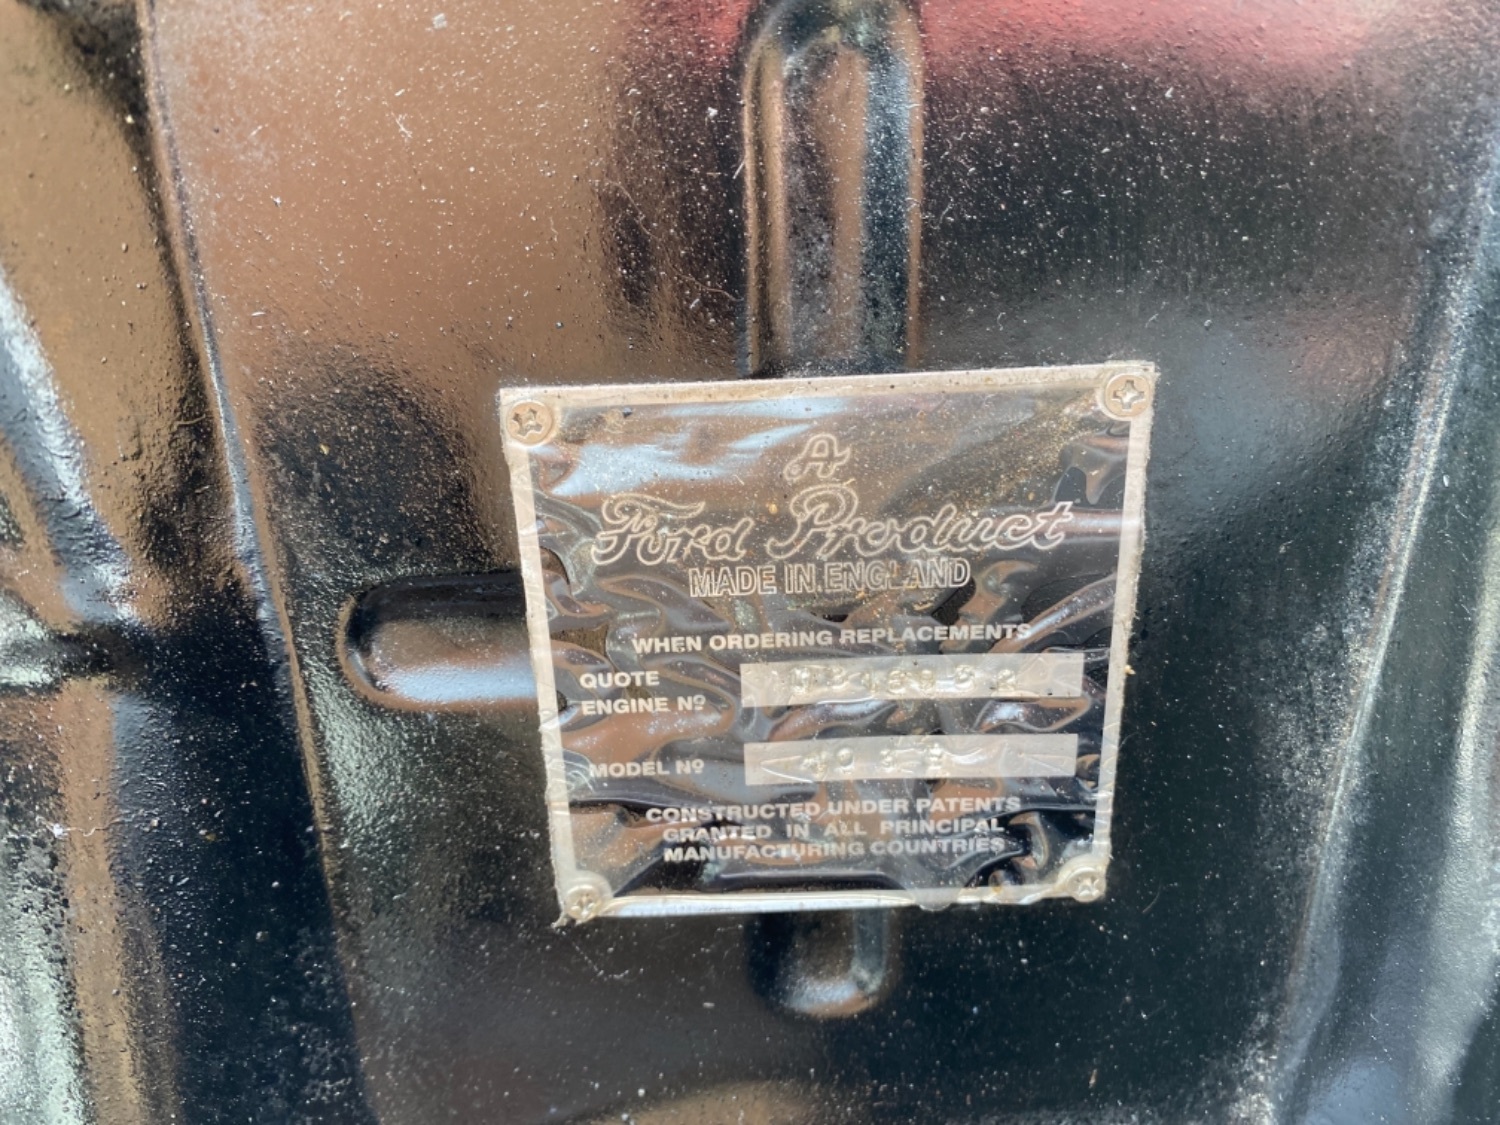 A
Ford Product
MADE IN ENGLAND
WHEN ORDERING REPLACEMENTS
QUOTE
ENGINE Nº
MODEL Nº
CONSTRUCTED UNDER PATENTS
GRANTED IN ALL PRINCIPAL
MANUFACTURING COUNTRIES